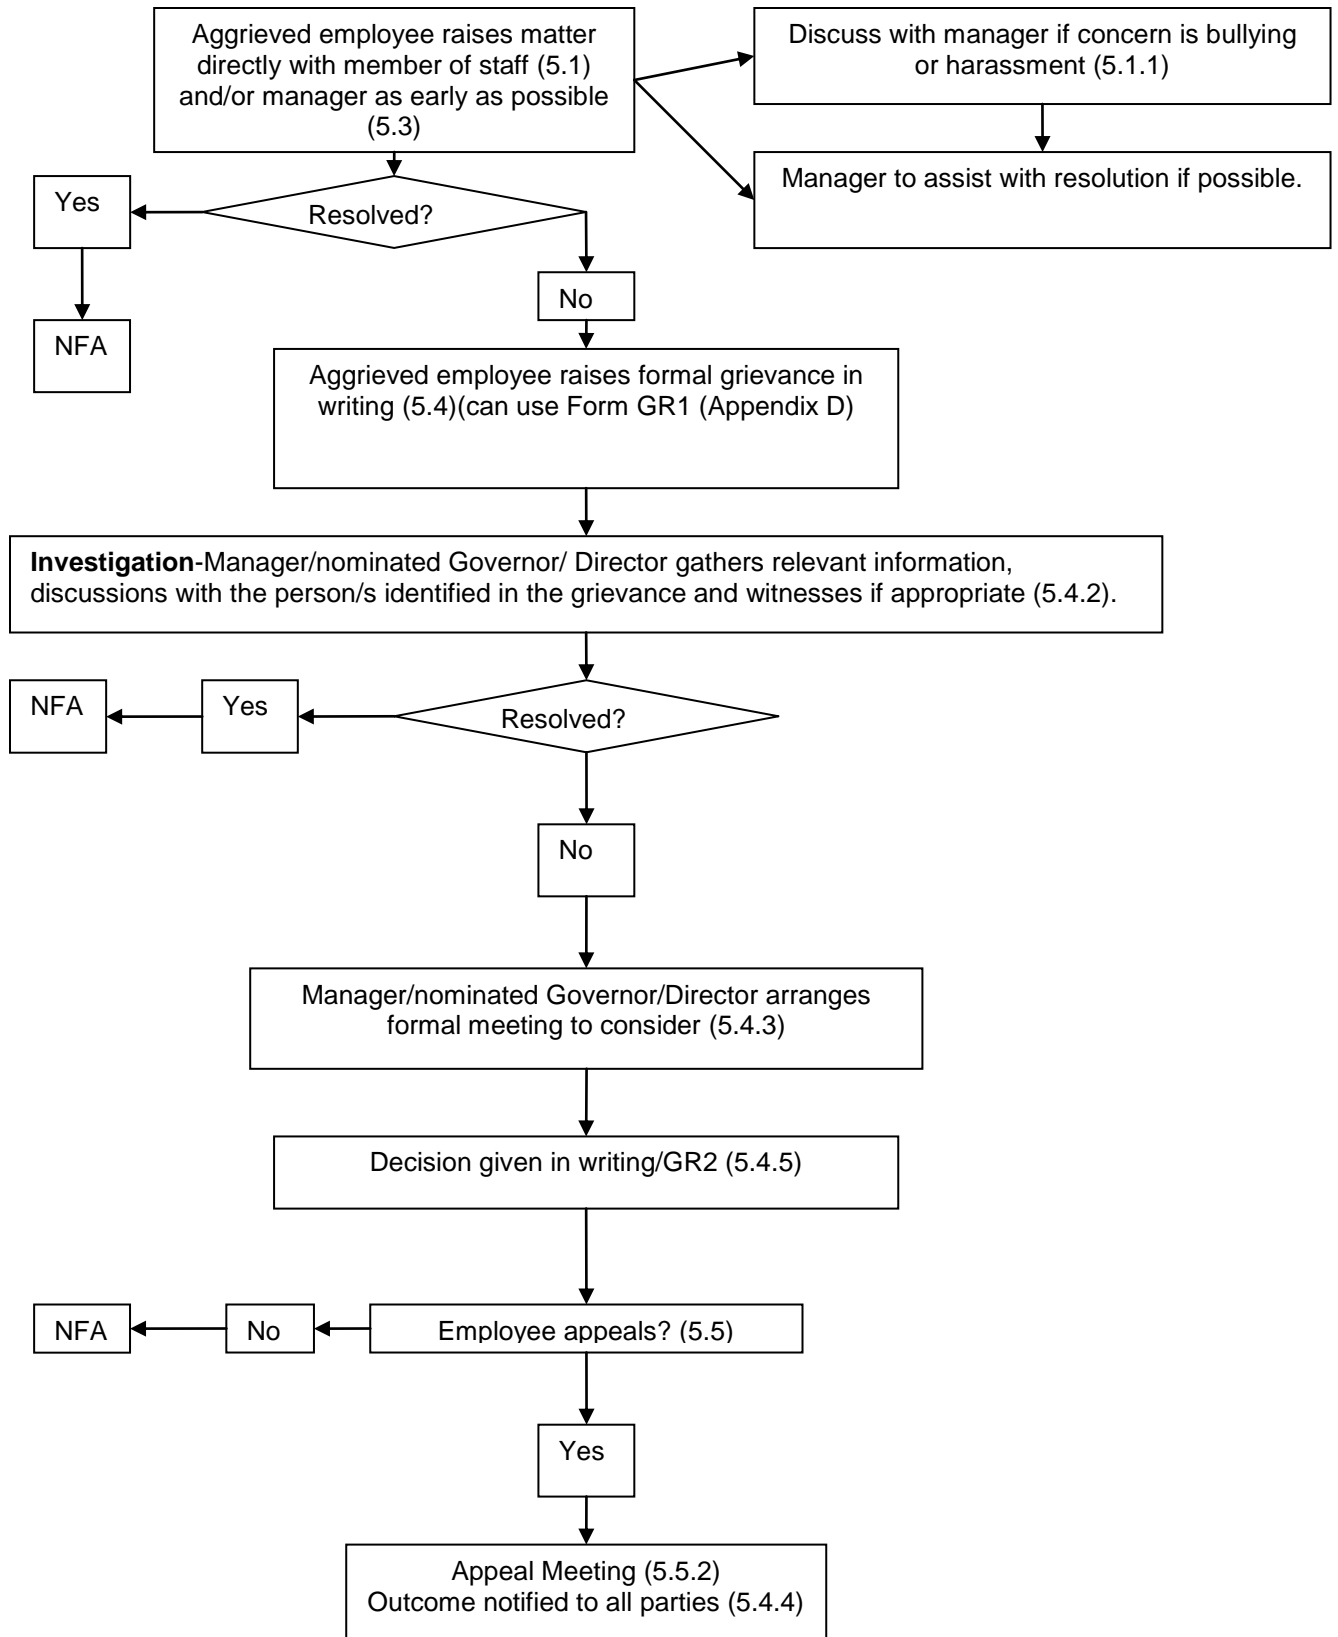 Aggrieved employee raises matter
directly with member of staff (5.1)
and/or manager as early as possible
(5.3)
Discuss with manager if concern is bullying
or harassment (5.1.1)
Manager to assist with resolution if possible.
Yes
Resolved?
No
NFA
Aggrieved employee raises formal grievance in
writing (5.4)(can use Form GR1 (Appendix D)
Investigation-Manager/nominated Governor/ Director gathers relevant information,
discussions with the person/s identified in the grievance and witnesses if appropriate (5.4.2).
NFA
Yes
Resolved?
No
Manager/nominated Governor/Director arranges
formal meeting to consider (5.4.3)
Decision given in writing/GR2 (5.4.5)
NFA
No
Employee appeals? (5.5)
Yes
Appeal Meeting (5.5.2)
Outcome notified to all parties (5.4.4)